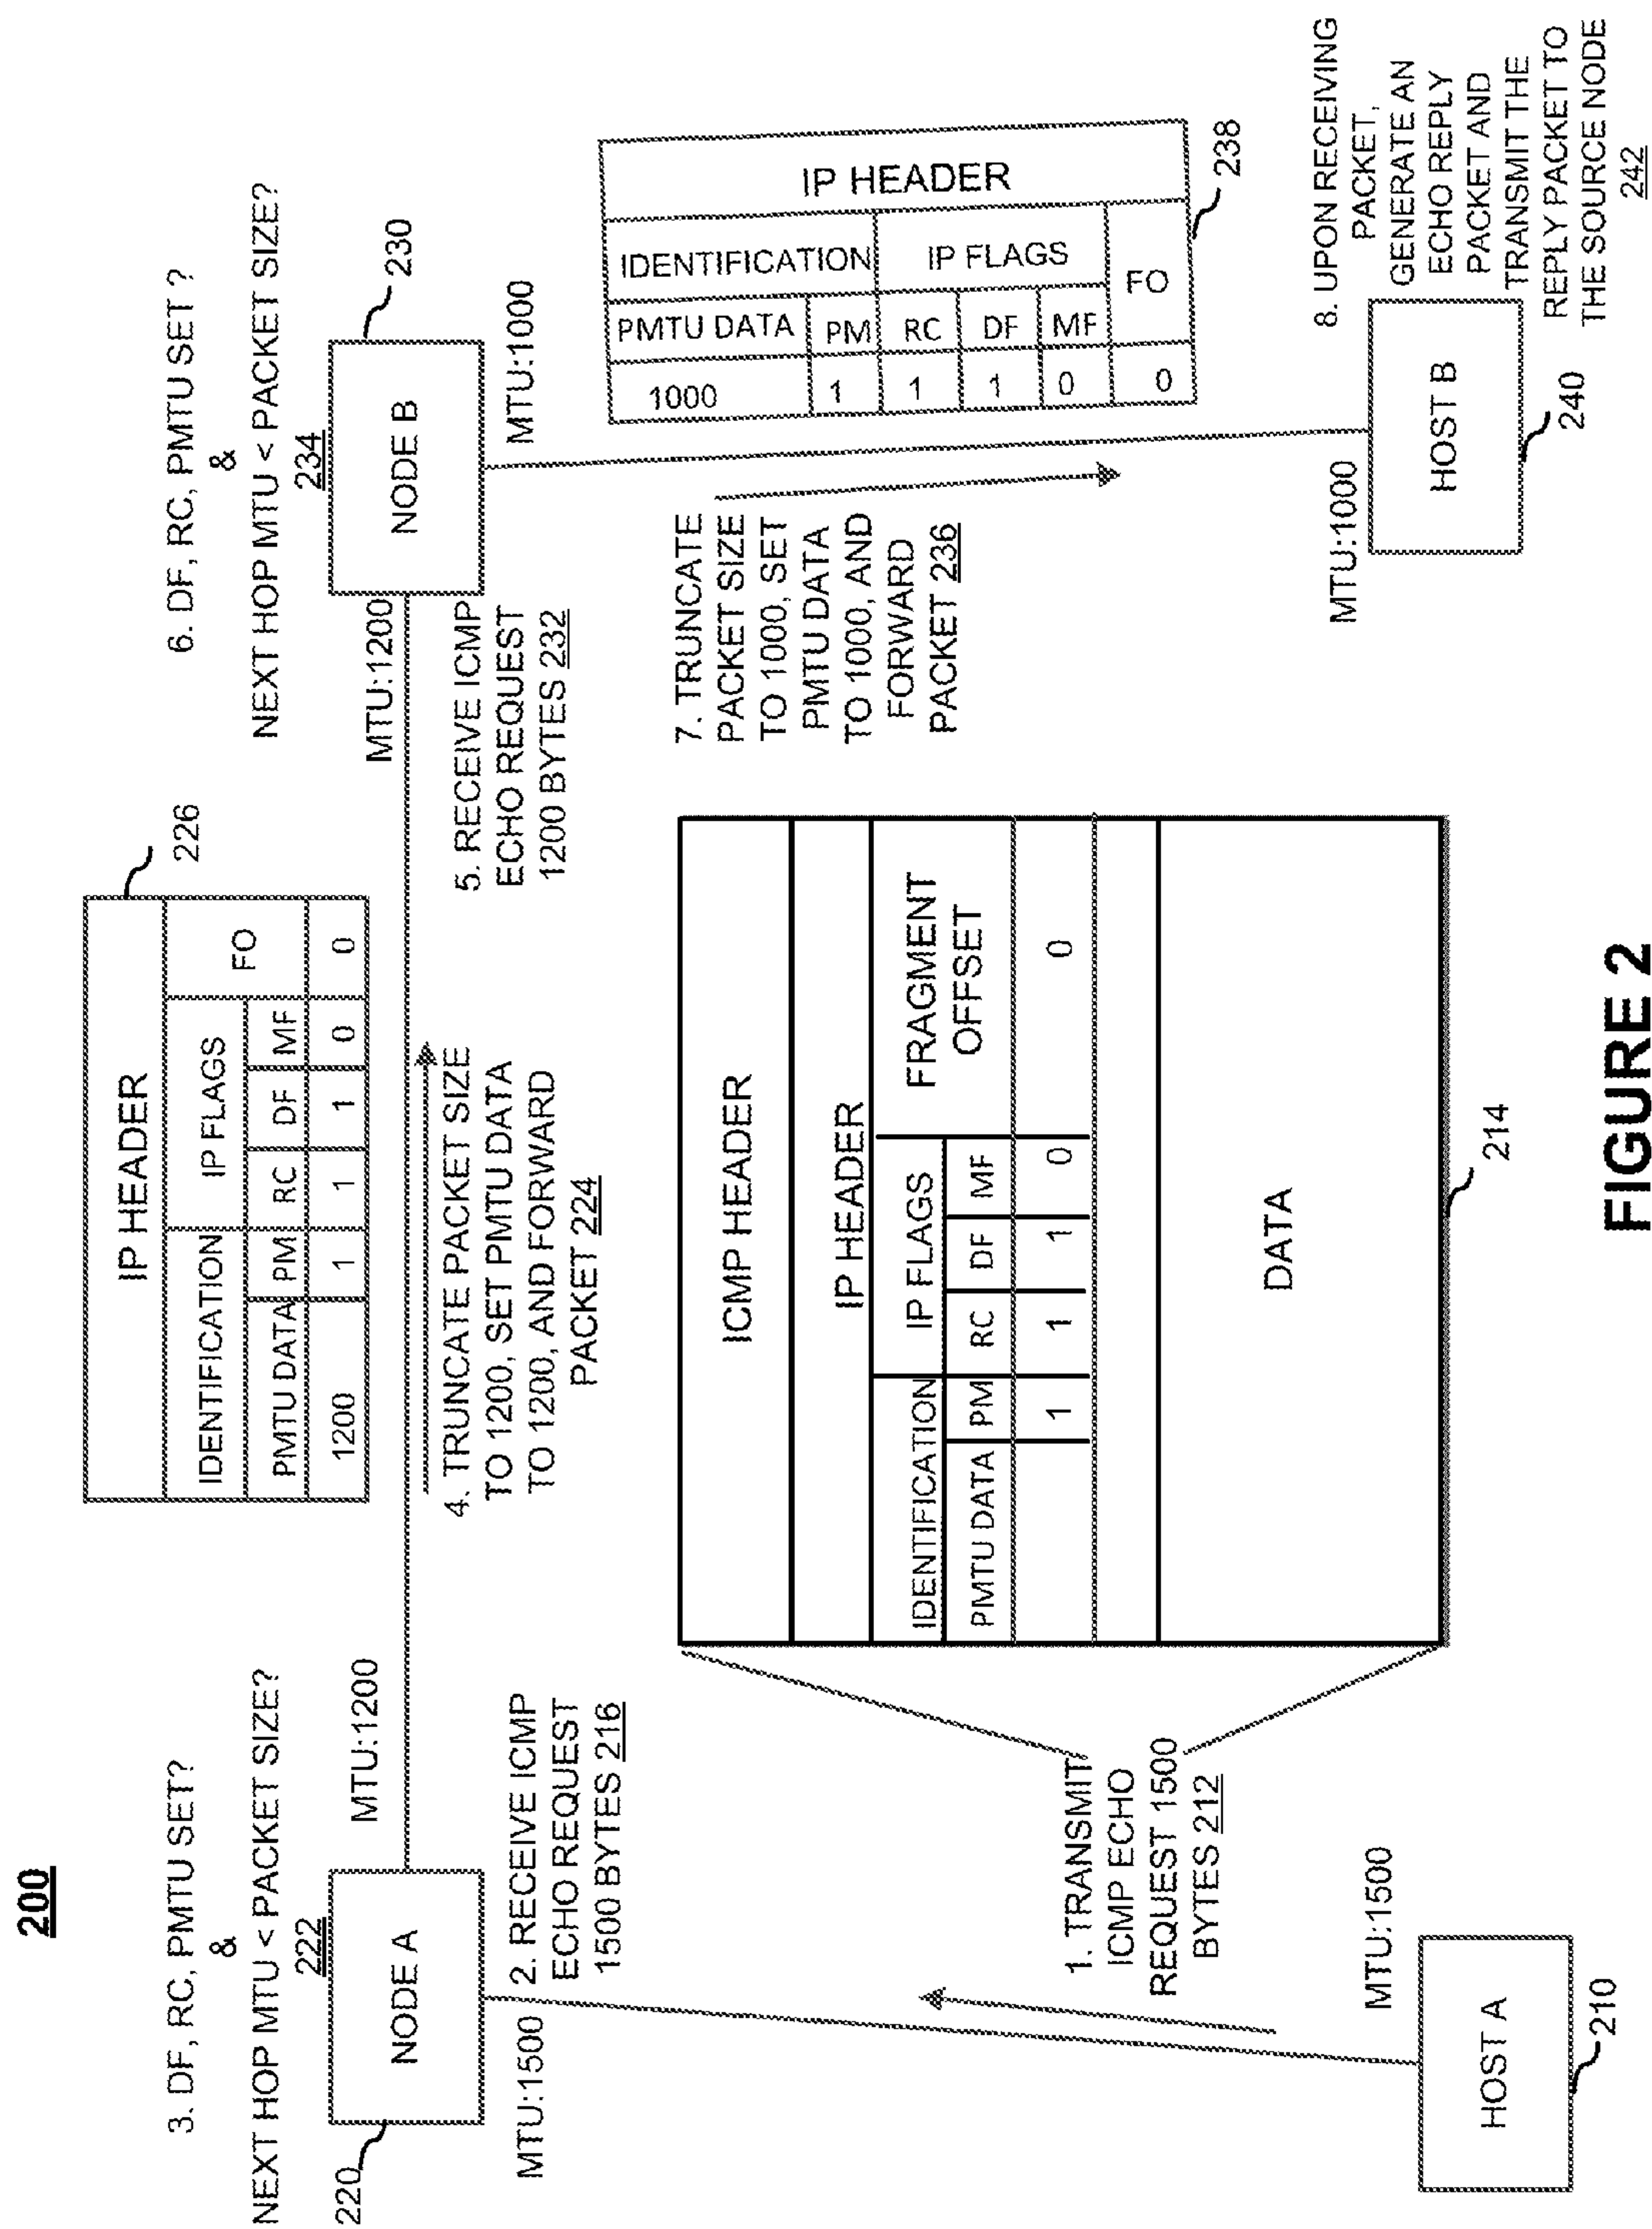 200
3. DF, RC, PMTU SET?
&
NEXT HOP MTU < PACKET SIZE?
222
220
NODE A
MTU:1200
MTU:1500
2. RECEIVE ICMP
ECHO REQUEST
1500 BYTES 216
IP HEADER
IDENTIFICATION IP FLAGS FO
PMTU DATA PM RC DF MF
1200 1 1 1 0 0
226
4. TRUNCATE PACKET SIZE
TO 1200, SET PMTU DATA
TO 1200, AND FORWARD
PACKET 224
6. DF, RC, PMTU SET ?
&
NEXT HOP MTU < PACKET SIZE?
234
230
NODE B
MTU:1200
MTU:1000
5. RECEIVE ICMP
ECHO REQUEST
1200 BYTES 232
7. TRUNCATE
PACKET SIZE
TO 1000, SET
PMTU DATA
TO 1000, AND
FORWARD
PACKET 236
IP HEADER
IDENTIFICATION IP FLAGS FO
PMTU DATA PM RC DF MF
1000 1 1 1 0 0
238
1. TRANSMIT
ICMP ECHO
REQUEST 1500
BYTES 212
MTU:1500
HOST A
210
ICMP HEADER
IP HEADER
IDENTIFICATION IP FLAGS FRAGMENT
OFFSET
PMTU DATA PM RC DF MF
1 1 1 0 0
DATA
214
MTU:1000
HOST B
240
8. UPON RECEIVING
PACKET,
GENERATE AN
ECHO REPLY
PACKET AND
TRANSMIT THE
REPLY PACKET TO
THE SOURCE NODE
242
FIGURE 2